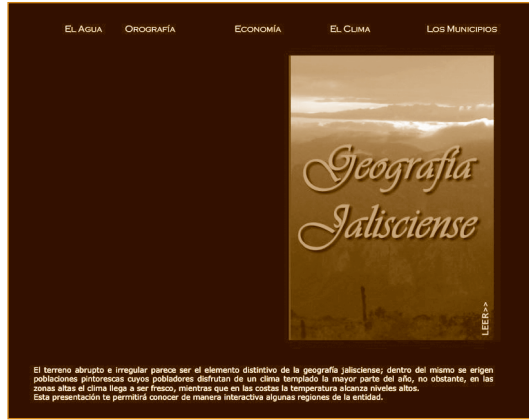 El Agua Orografía Economía El Clima Los Municipios
Geografía
Jalisciense
LEER>>
El terreno abrupto e irregular parece ser el elemento distintivo de la geografía jalisciense; dentro del mismo se erigen
poblaciones pintorescas cuyos pobladores disfrutan de un clima templado la mayor parte del año, no obstante, en las
zonas altas el clima llega a ser fresco, mientras que en las costas la temperatura alcanza niveles altos.
Esta presentación te permitirá conocer de manera interactiva algunas regiones de la entidad.